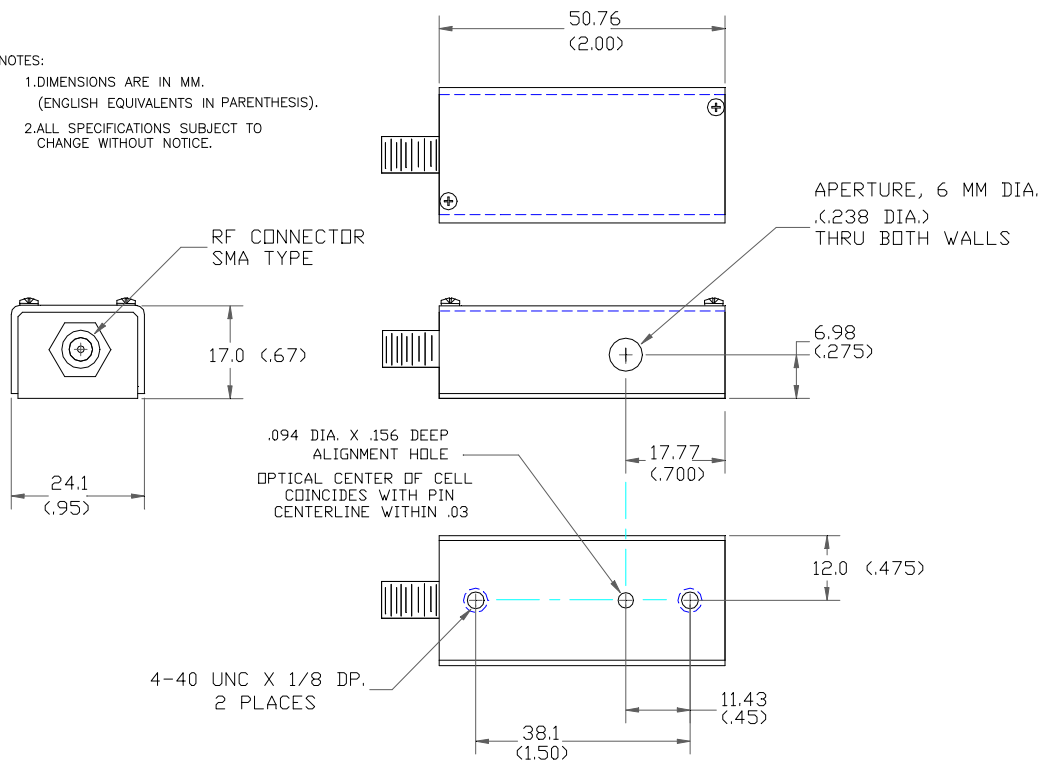 50.76
(2.00)
NOTES:
1.DIMENSIONS ARE IN MM.
(ENGLISH EQUIVALENTS IN PARENTHESIS).
2.ALL SPECIFICATIONS SUBJECT TO
CHANGE WITHOUT NOTICE.
APERTURE, 6 MM DIA.
.(.238 DIA.)
THRU BOTH WALLS
RF CONNECTOR
SMA TYPE
17.0 (.67)
6.98
(.275)
24.1
(.95)
.094 DIA. X .156 DEEP
ALIGNMENT HOLE
OPTICAL CENTER OF CELL
COINCIDES WITH PIN
CENTERLINE WITHIN .03
17.77
(.700)
12.0 (.475)
4-40 UNC X 1/8 DP.
2 PLACES
11.43
(.45)
38.1
(1.50)